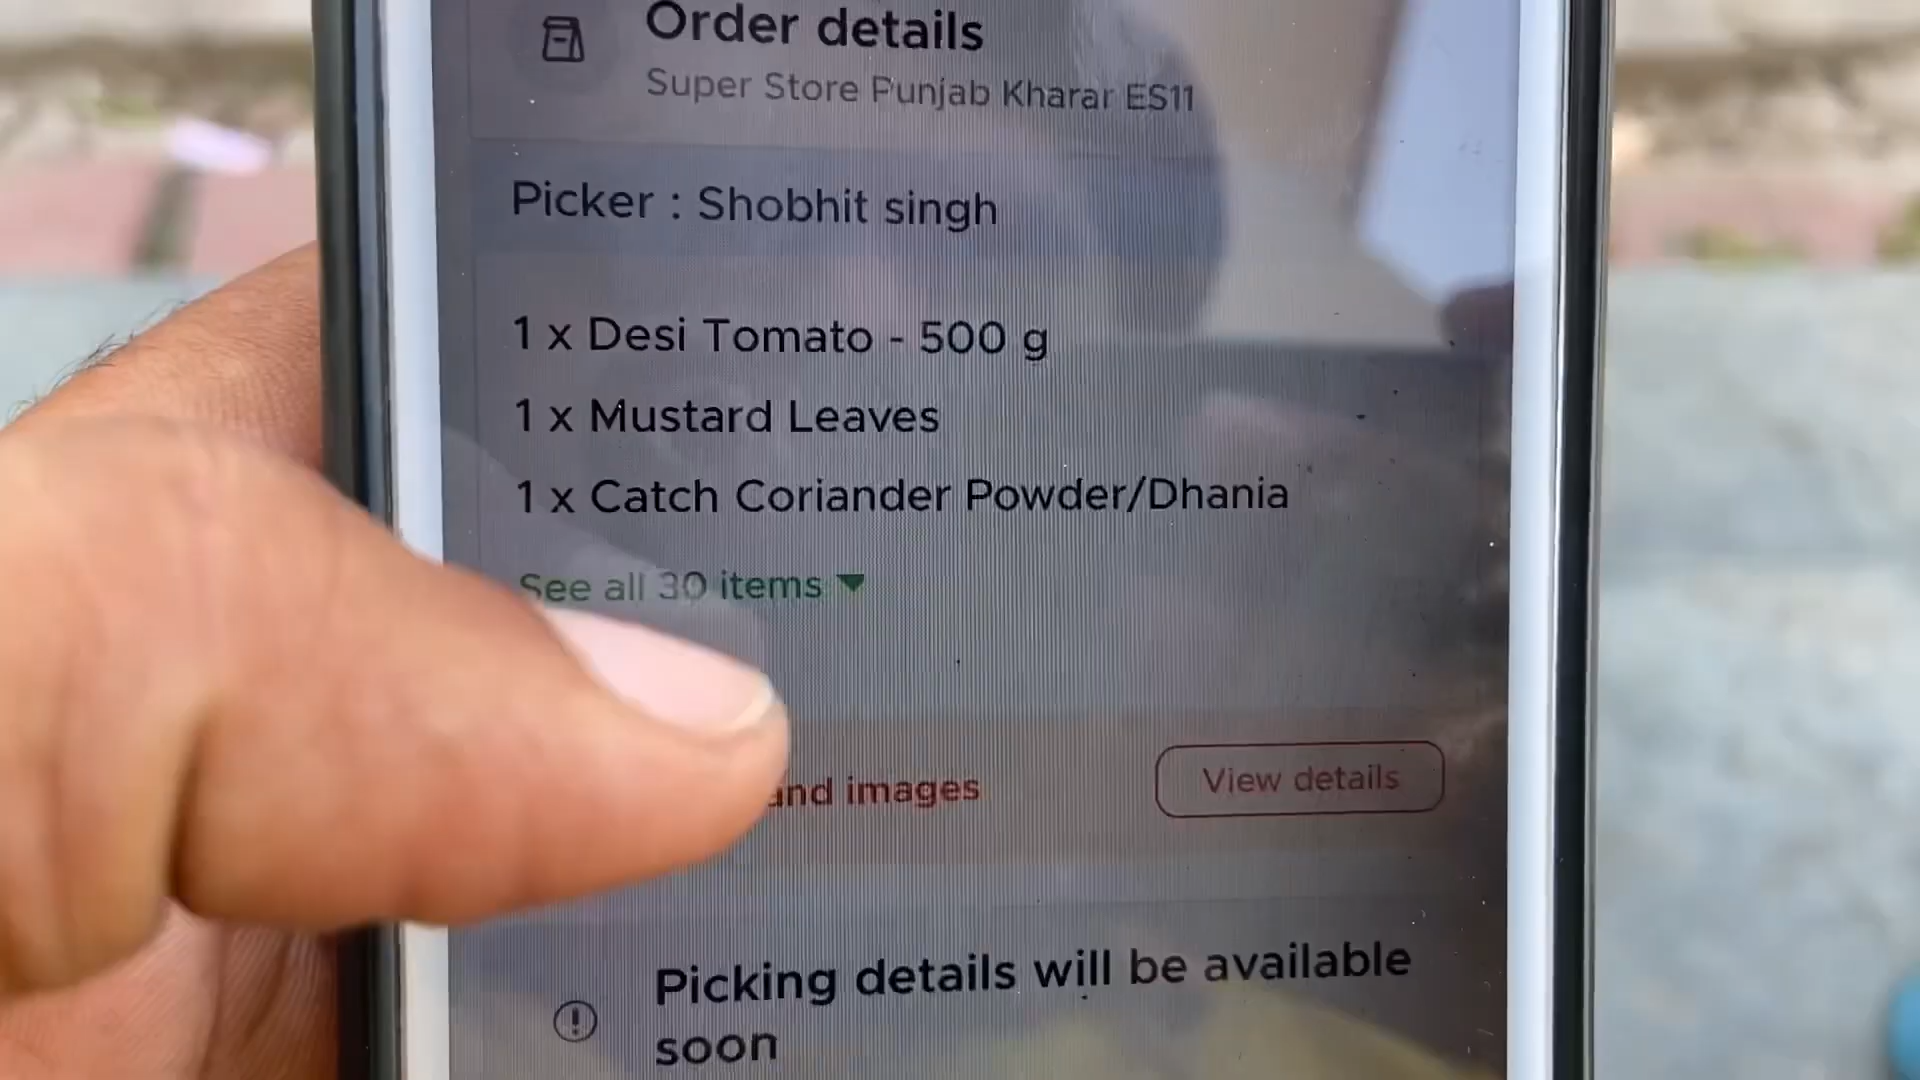 Order details
Super Store Punjab Kharar ES11
Picker : Shobhit singh
1 x Desi Tomato - 500 g
1 x Mustard Leaves
1 x Catch Coriander Powder/Dhania
See all 30 items
and images
View details
Picking details will be available
soon